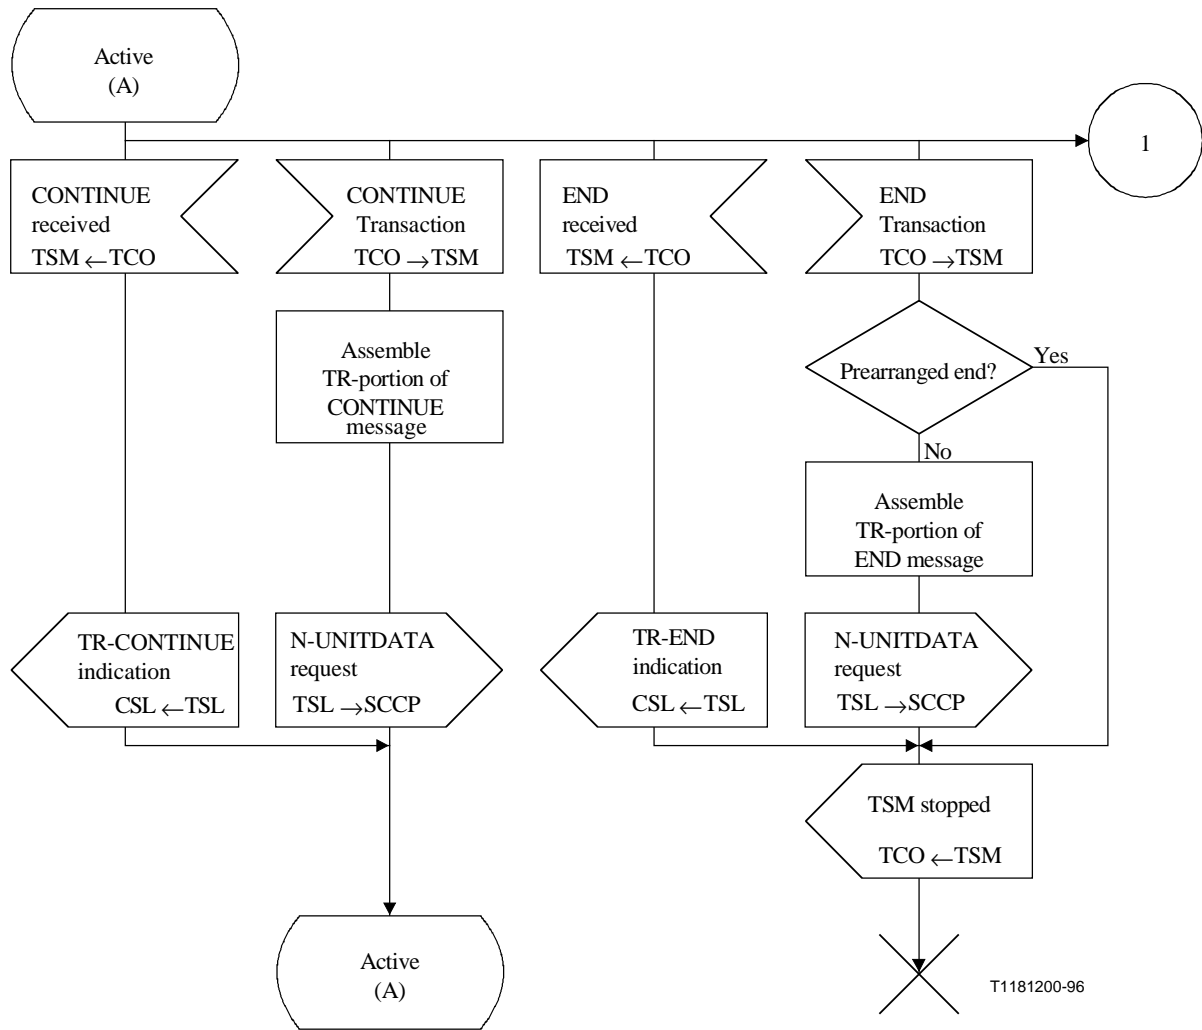 Active
(A)
1
CONTINUE
received
TSM ← TCO
CONTINUE
Transaction
TCO → TSM
END
received
TSM ← TCO
END
Transaction
TCO → TSM
Assemble
TR-portion of
CONTINUE
message
Prearranged end?
Yes
No
Assemble
TR-portion of
END message
TR-CONTINUE
indication
CSL ← TSL
N-UNITDATA
request
TSL → SCCP
TR-END
indication
CSL ← TSL
N-UNITDATA
request
TSL → SCCP
TSM stopped
TCO ← TSM
Active
(A)
T1181200-96